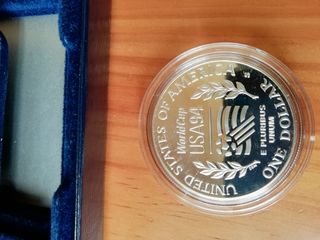 UNITED STATES OF AMERICA
S
WorldCup
USA94
E PLURIBUS
UNUM
ONE DOLLAR